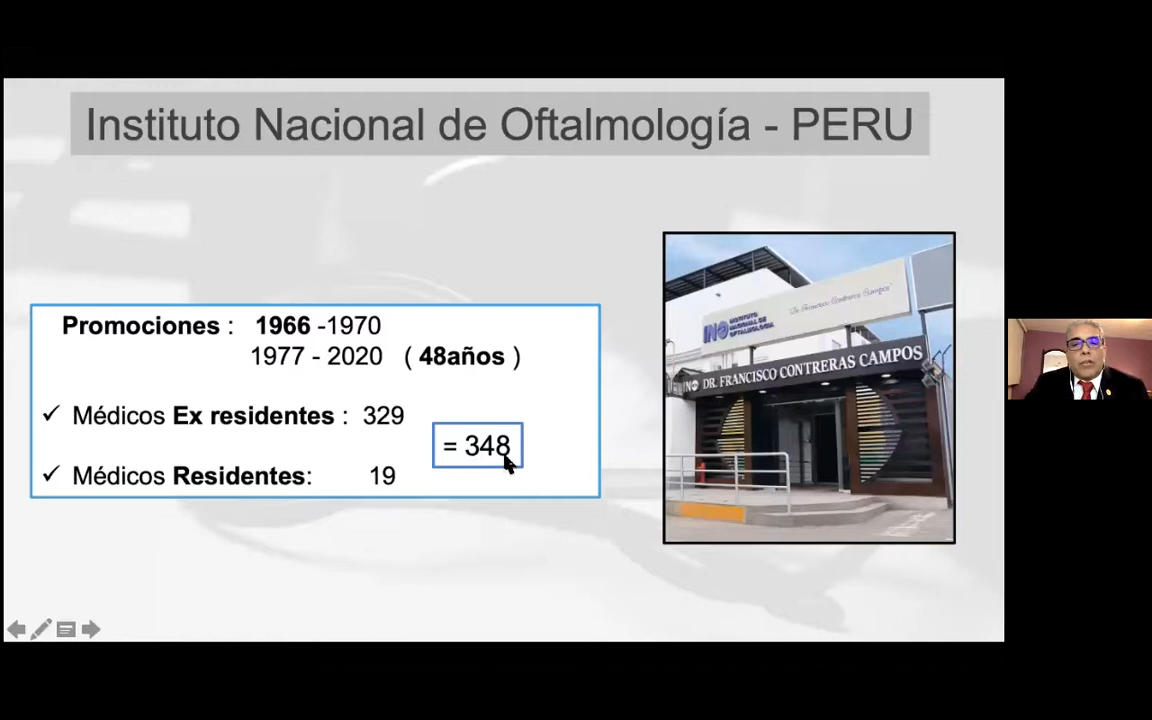 Instituto Nacional de Oftalmología - PERU
Promociones : 1966 -1970
1977 - 2020 ( 48años )
✓ Médicos Ex residentes : 329
= 348
✓ Médicos Residentes: 19
"Dr. Francisco Contreras Campos"
INO INSTITUTO
NACIONAL DE
OFTALMOLOGIA
INO DR. FRANCISCO CONTRERAS CAMPOS